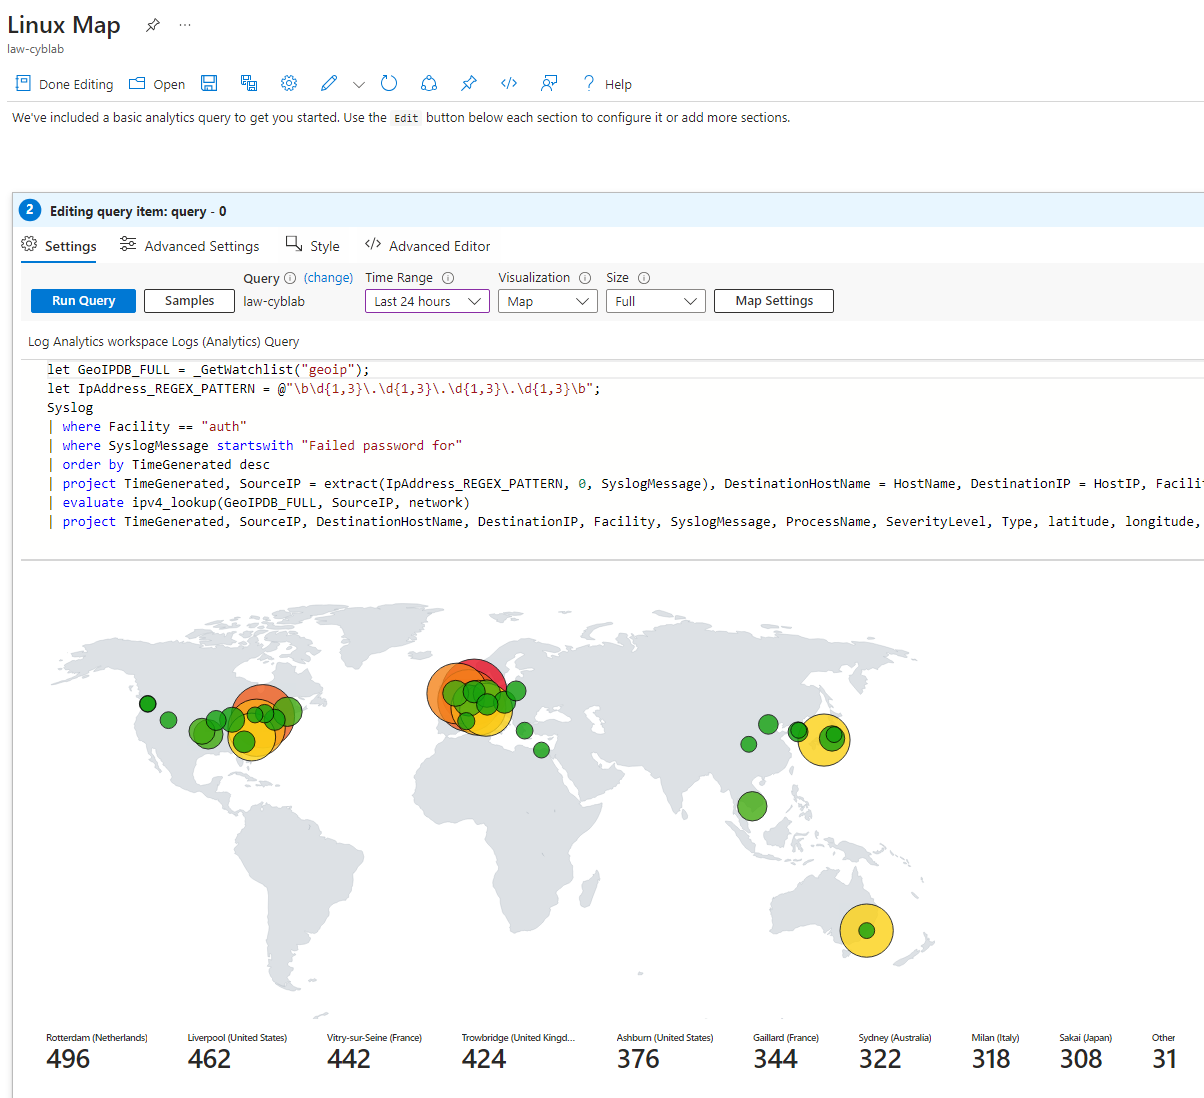 Linux Map
law-cyblab
Done Editing Open Help
We've included a basic analytics query to get you started. Use the Edit button below each section to configure it or add more sections.
2 Editing query item: query - 0
Settings Advanced Settings Style Advanced Editor
Query (change) Time Range Visualization Size
Run Query Samples law-cyblab Last 24 hours Map Full Map Settings
Log Analytics workspace Logs (Analytics) Query
let GeoIPDB_FULL = _GetWatchlist("geoip");
let IpAddress_REGEX_PATTERN = @"\b\d{1,3}\.\d{1,3}\.\d{1,3}\.\d{1,3}\b";
Syslog
| where Facility == "auth"
| where SyslogMessage startswith "Failed password for"
| order by TimeGenerated desc
| project TimeGenerated, SourceIP = extract(IpAddress_REGEX_PATTERN, 0, SyslogMessage), DestinationHostName = HostName, DestinationIP = HostIP, Facili
| evaluate ipv4_lookup(GeoIPDB_FULL, SourceIP, network)
| project TimeGenerated, SourceIP, DestinationHostName, DestinationIP, Facility, SyslogMessage, ProcessName, SeverityLevel, Type, latitude, longitude,
Rotterdam (Netherlands) Liverpool (United States) Vitry-sur-Seine (France) Trowbridge (United Kingd... Ashburn (United States) Gaillard (France) Sydney (Australia) Milan (Italy) Sakai (Japan) Other
496 462 442 424 376 344 322 318 308 31